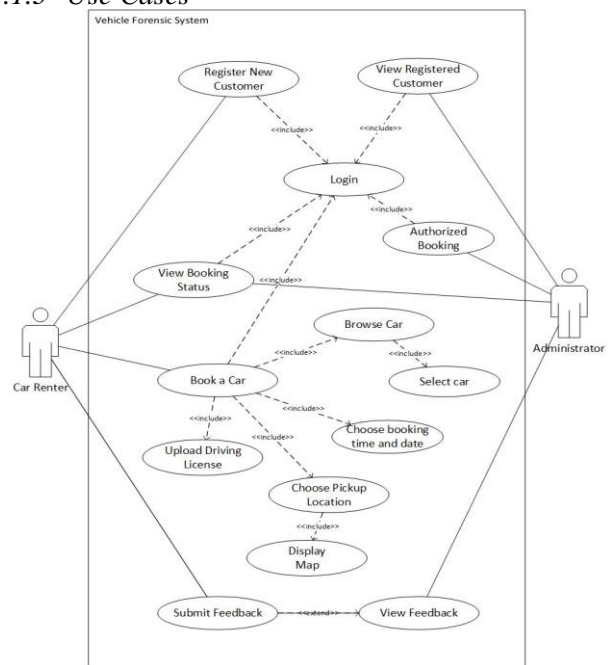 .1.3 Use Cases
Vehicle Forensic System
Register New
Customer
View Registered
Customer
<<include>>
<<include>>
Login
<<include>>
<<include>>
Authorized
Booking
View Booking
Status
<<include>>
Browse Car
<<include>>
<<include>>
Car Renter
Administrator
Book a Car
Select car
<<include>>
<<include>>
Choose booking
time and date
Upload Driving
License
<<include>>
Choose Pickup
Location
<<include>>
Display
Map
Submit Feedback
<<extend>>
View Feedback